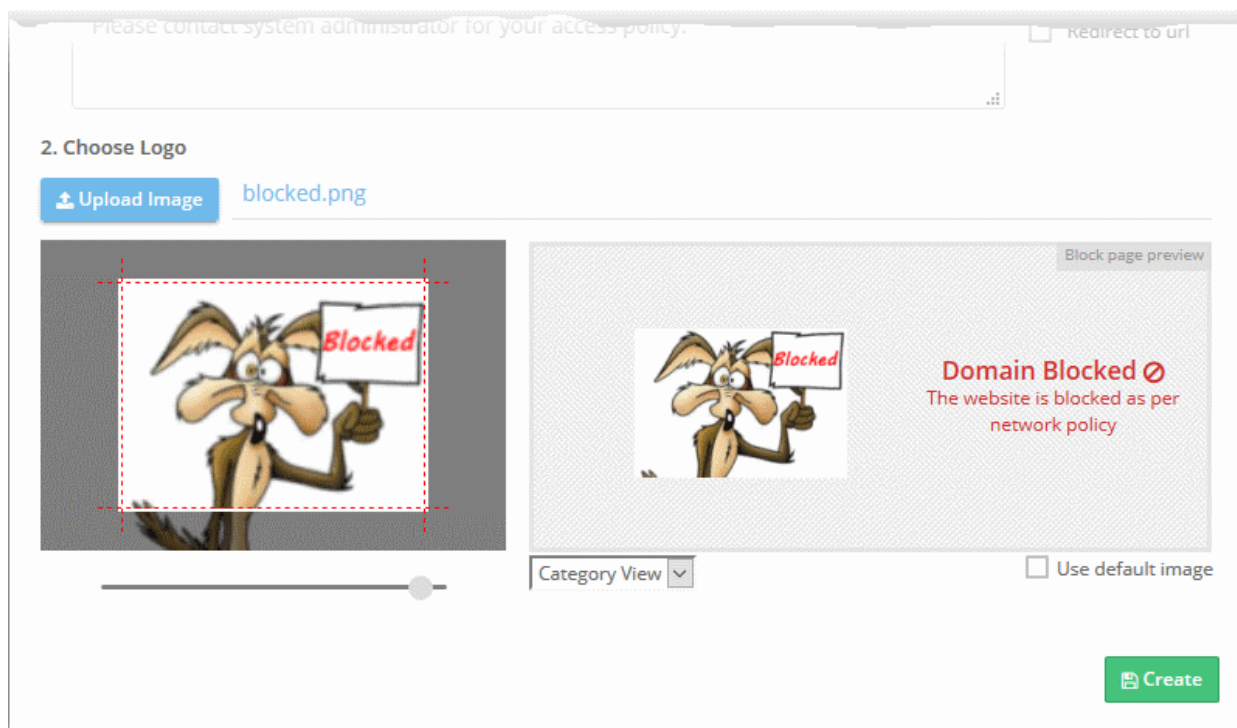 Please contact system administrator for your access policy.
Redirect to url
2. Choose Logo
Upload Image
blocked.png
Blocked
Block page preview
Blocked
Domain Blocked
The website is blocked as per
network policy
Category View
Use default image
Create